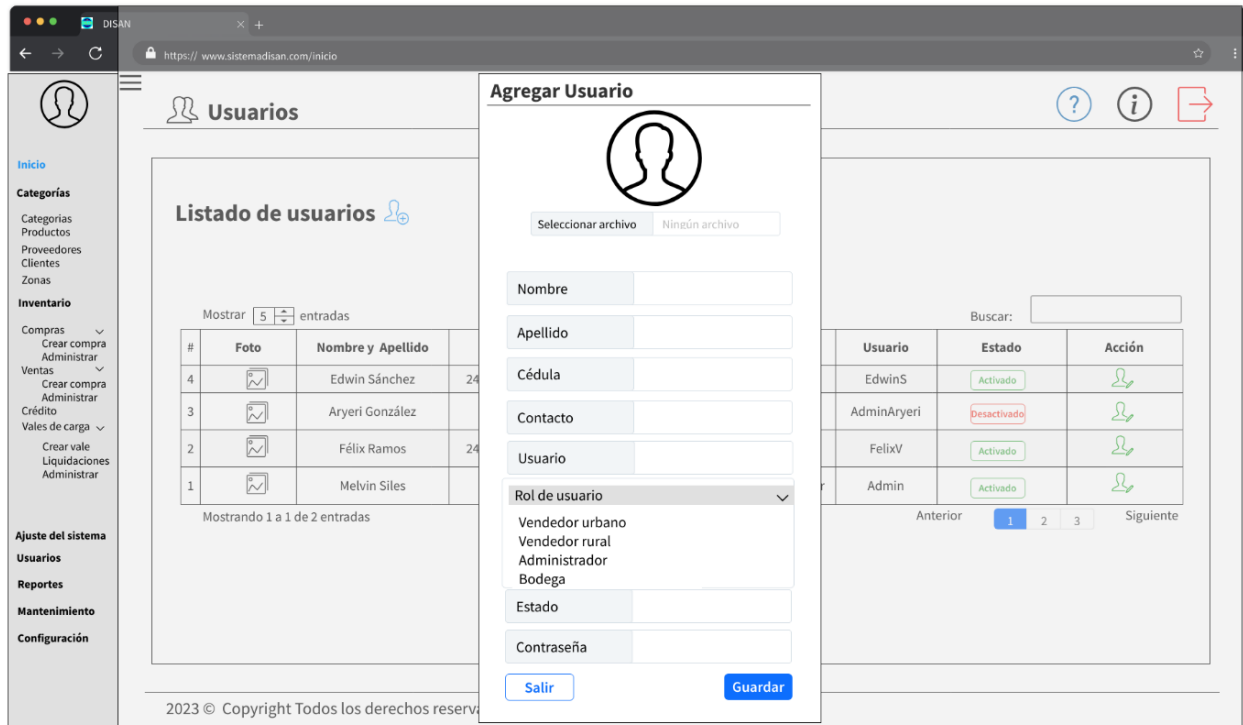 DISAN
https:// www.sistemadisan.com/inicio
Inicio
Categorías
Categorias
Productos
Proveedores
Clientes
Zonas
Inventario
Compras
Crear compra
Administrar
Ventas
Crear compra
Administrar
Crédito
Vales de carga
Crear vale
Liquidaciones
Administrar
Ajuste del sistema
Usuarios
Reportes
Mantenimiento
Configuración
Usuarios
? i
Listado de usuarios
Mostrar 5 entradas
Buscar:
# Foto Nombre y Apellido Usuario Estado Acción
4 Edwin Sánchez 24 EdwinS Activado
3 Aryeri González AdminAryeri Desactivado
2 Félix Ramos 24 FelixV Activado
1 Melvin Siles r Admin Activado
Mostrando 1 a 1 de 2 entradas
Anterior 1 2 3 Siguiente
2023 © Copyright Todos los derechos reserv
Agregar Usuario
Seleccionar archivo Ningún archivo
Nombre
Apellido
Cédula
Contacto
Usuario
Rol de usuario
Vendedor urbano
Vendedor rural
Administrador
Bodega
Estado
Contraseña
Salir Guardar